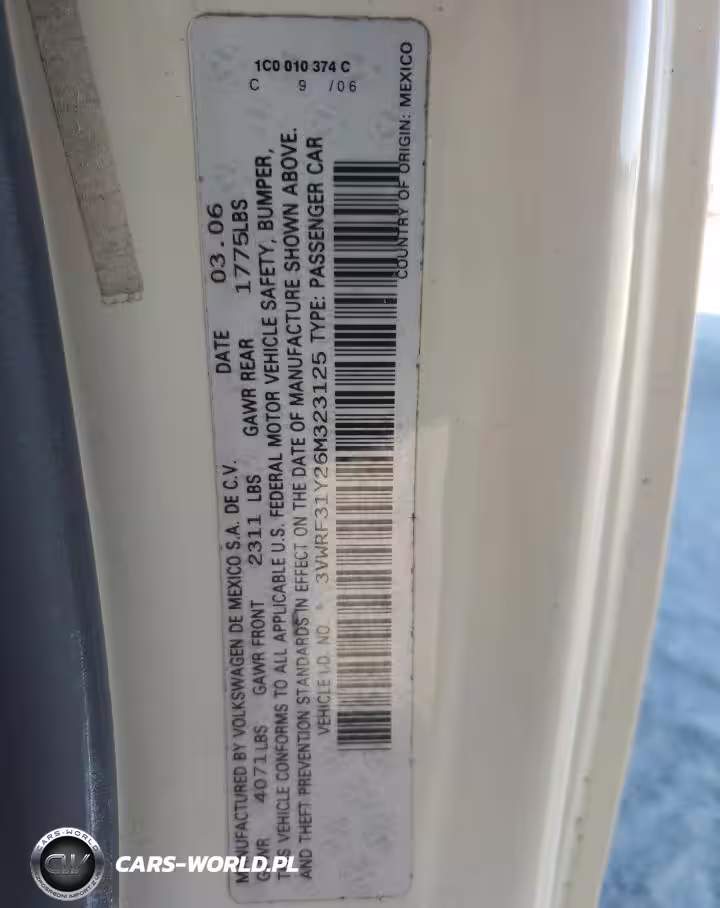 1C0 010 374 C
C 9 /06
MANUFACTURED BY VOLKSWAGEN DE MEXICO S.A. DE C.V. DATE 03.06
GVWR 4071LBS GAWR FRONT 2311 LBS GAWR REAR 1775LBS
THIS VEHICLE CONFORMS TO ALL APPLICABLE U.S. FEDERAL MOTOR VEHICLE SAFETY, BUMPER,
AND THEFT PREVENTION STANDARDS IN EFFECT ON THE DATE OF MANUFACTURE SHOWN ABOVE.
VEHICLE I.D. NO. 3VWRF31Y26M323125 TYPE: PASSENGER CAR
COUNTRY OF ORIGIN: MEXICO
CARS-WORLD
CW
CARS-WORLD.PL